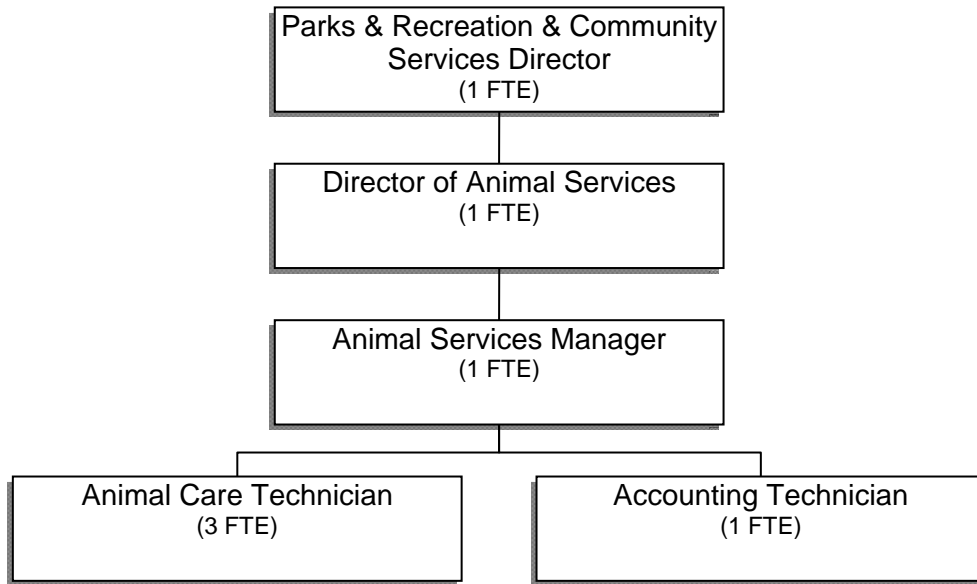 Parks & Recreation & Community
Services Director
(1 FTE)
Director of Animal Services
(1 FTE)
Animal Services Manager
(1 FTE)
Animal Care Technician
(3 FTE)
Accounting Technician
(1 FTE)